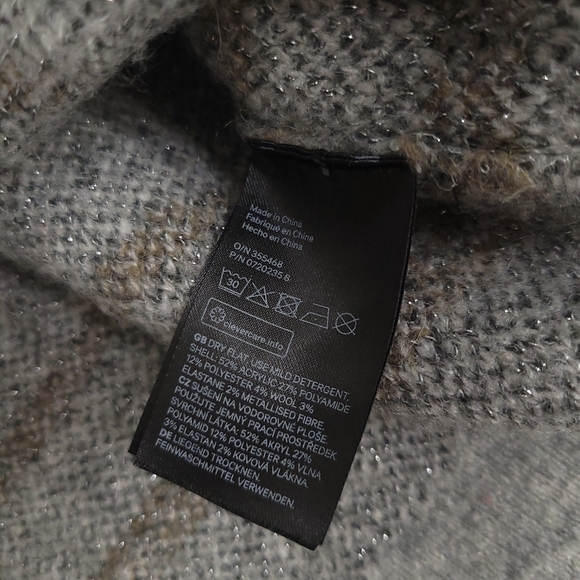 Made in China
Fabriqué en Chine
Hecho en China
O/N 355468
P/N 0720235 8
30
clevercare.info
GB DRY FLAT. USE MILD DETERGENT.
SHELL: 52% ACRYLIC 27% POLYAMIDE
12% POLYESTER 4% WOOL 3%
ELASTANE 2% METALLISED FIBRE.
CZ SUŠENÍ NA VODOROVNÉ PLOŠE.
POUŽIJTE JEMNÝ PRACÍ PROSTŘEDEK
SVRCHNÍ LÁTKA: 52% AKRYL 27%
POLYAMID 12% POLYESTER 4% VLNA
3% ELASTAN 2% KOVOVÁ VLÁKNA
DE LIEGEND TROCKNEN.
FEINWASCHMITTEL VERWENDEN.